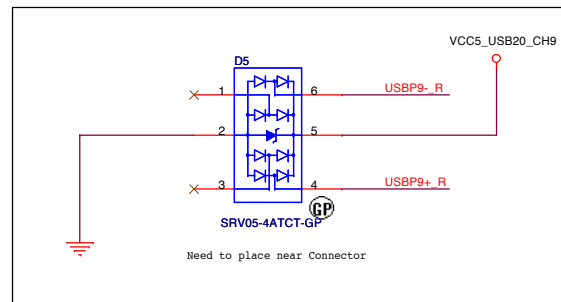 VCC5_USB20_CH9
D5
1
6
USBP9-_R
2
5
3
4
USBP9+_R
GP
SRV05-4ATCT-GP
Need to place near Connector